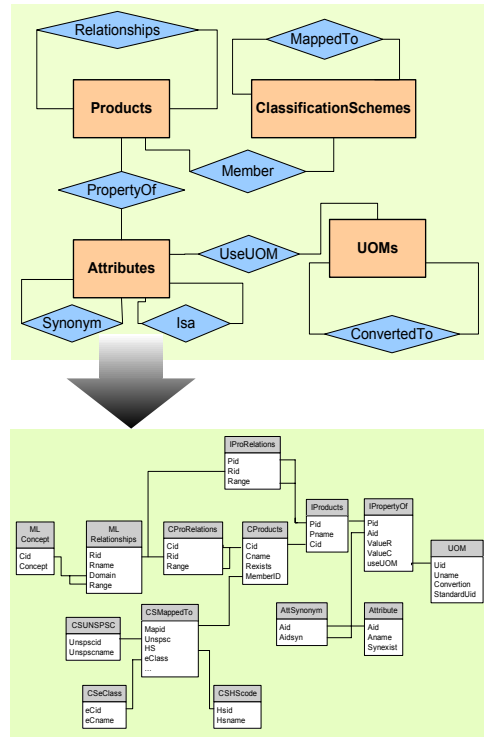 Relationships
MappedTo
Products
ClassificationSchemes
Member
PropertyOf
UseUOM
UOMs
Attributes
Synonym
Isa
ConvertedTo
IProRelations
Pid
Rid
Range
ML
Concept
Cid
Concept
ML
Relationships
Rid
Rname
Domain
Range
CProRelations
Cid
Rid
Range
CProducts
Cid
Cname
Rexists
MemberID
IProducts
Pid
Pname
Cid
IPropertyOf
Pid
Aid
ValueR
ValueC
useUOM
UOM
Uid
Uname
Convertion
StandardUid
CSUNSPSC
Unspscid
Unspscname
CSMappedTo
Mapid
Unspsc
HS
eClass
...
AttSynonym
Aid
Aidsyn
Attribute
Aid
Aname
Synexist
CSeClass
eCid
eCname
CSHScode
Hsid
Hsname